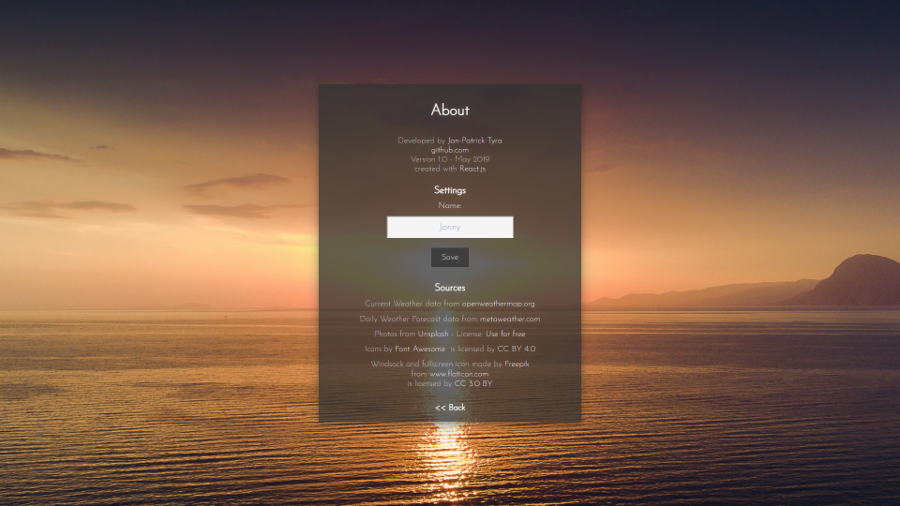 About
Developed by Jan-Patrick Tyra
github.com
Version 1.0 - May 2019
created with React.js
Settings
Name:
Jonny
Save
Sources
Current Weather data from openweathermap.org
Daily Weather Forecast data from metaweather.com
Photos from Unsplash - License: Use for free
Icons by Font Awesome is licensed by CC BY 4.0
Windsock and fullscreen icon made by Freepik
from www.flaticon.com
is licensed by CC 3.0 BY
<< Back